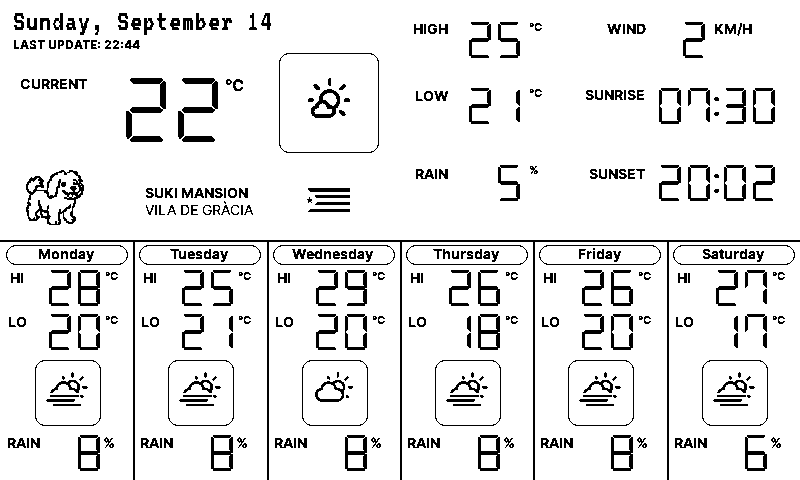 Sunday, September 14
LAST UPDATE: 22:44
CURRENT 22 °C
SUKI MANSION
VILA DE GRÀCIA
HIGH 25 °C
LOW 21 °C
RAIN 5 %
WIND 2 KM/H
SUNRISE 07:30
SUNSET 20:02
Monday
HI 28 °C
LO 20 °C
RAIN 8 %
Tuesday
HI 25 °C
LO 21 °C
RAIN 8 %
Wednesday
HI 29 °C
LO 20 °C
RAIN 8 %
Thursday
HI 26 °C
LO 18 °C
RAIN 8 %
Friday
HI 26 °C
LO 20 °C
RAIN 8 %
Saturday
HI 27 °C
LO 17 °C
RAIN 6 %